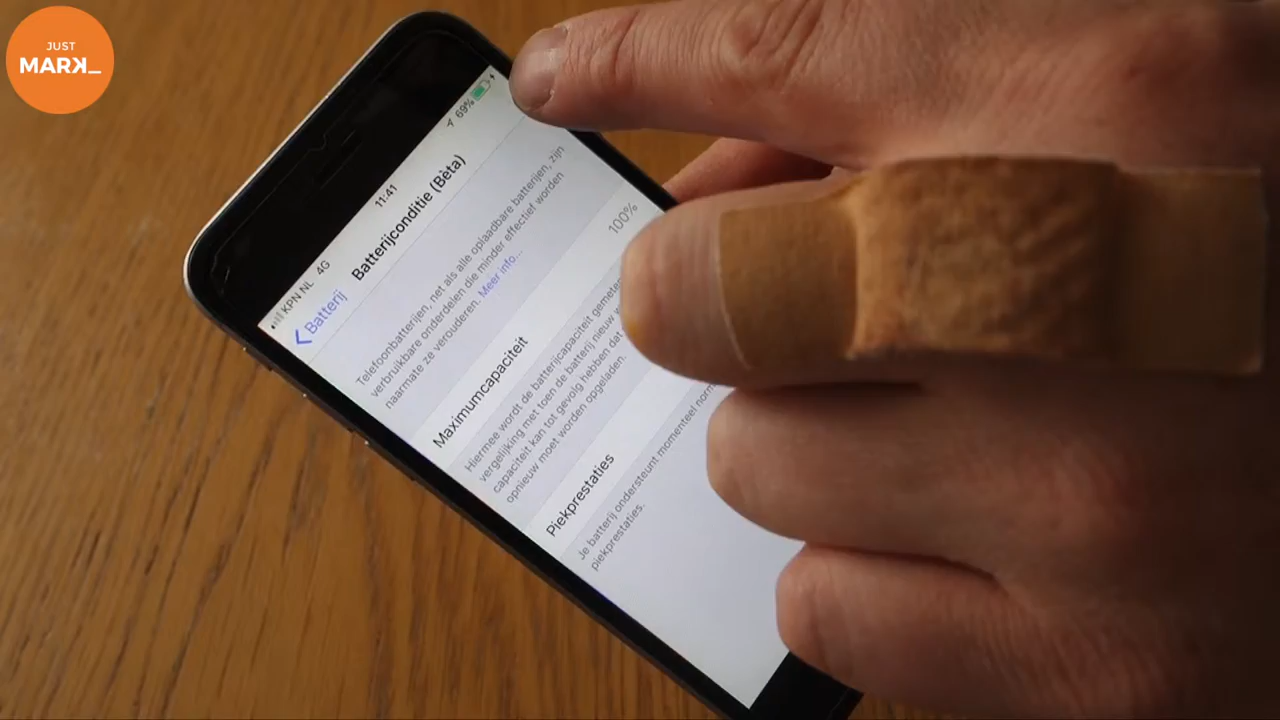 JUST
MARK_
KPN NL 4G 11:41 69%
Batterij Batterijconditie (Bèta)
Telefoonbatterijen, net als alle oplaadbare batterijen, zijn
verbruikbare onderdelen die minder effectief worden
naarmate ze verouderen. Meer info...
Maximumcapaciteit 100%
Hiermee wordt de batterijcapaciteit gemeten
vergelijking met toen de batterij nieuw
capaciteit kan tot gevolg hebben dat
opnieuw moet worden opgeladen.
Piekprestaties
Je batterij ondersteunt momenteel
piekprestaties.